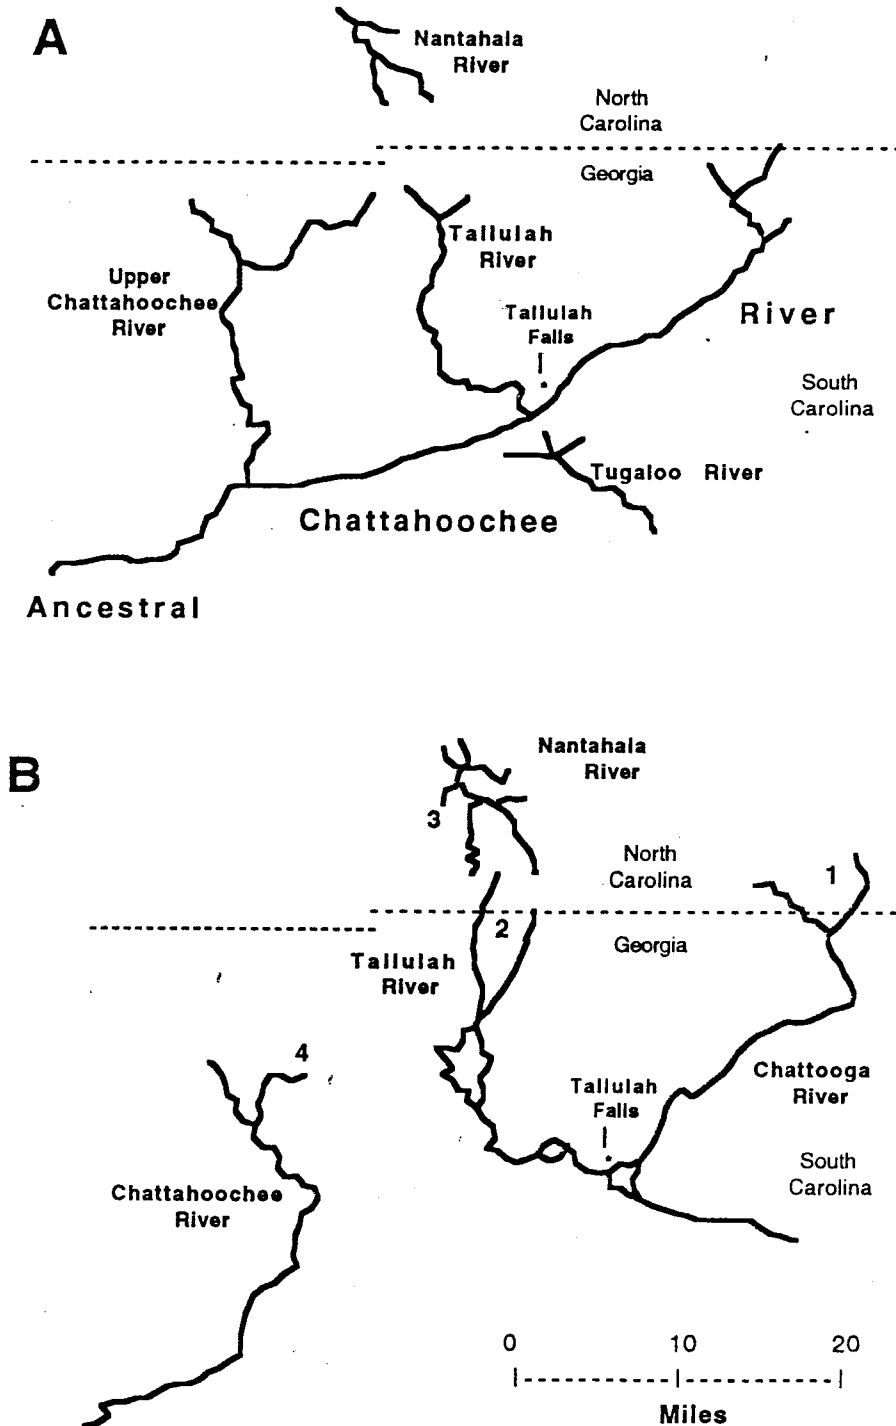 A
Nantahala
River
North
Carolina
Georgia
Tallulah
River
Upper
Chattahoochee
River
Tallulah
Falls
River
South
Carolina
Tugaloo River
Chattahoochee
Ancestral
B
Nantahala
River
3
North
Carolina
1
2
Georgia
Tallulah
River
4
Chattooga
River
Tallulah
Falls
South
Carolina
Chattahoochee
River
0 10 20
Miles